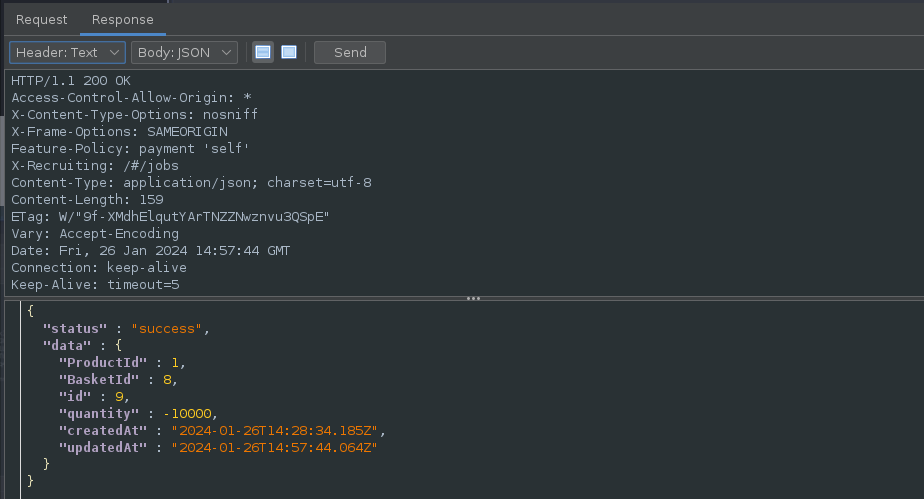 Request Response
Header: Text Body: JSON Send
HTTP/1.1 200 OK
Access-Control-Allow-Origin: *
X-Content-Type-Options: nosniff
X-Frame-Options: SAMEORIGIN
Feature-Policy: payment 'self'
X-Recruiting: /#/jobs
Content-Type: application/json; charset=utf-8
Content-Length: 159
ETag: W/"9f-XMdhElqutYArTNZZNwznvu3QSpE"
Vary: Accept-Encoding
Date: Fri, 26 Jan 2024 14:57:44 GMT
Connection: keep-alive
Keep-Alive: timeout=5
{
"status" : "success",
"data" : {
"ProductId" : 1,
"BasketId" : 8,
"id" : 9,
"quantity" : -10000,
"createdAt" : "2024-01-26T14:28:34.185Z",
"updatedAt" : "2024-01-26T14:57:44.064Z"
}
}